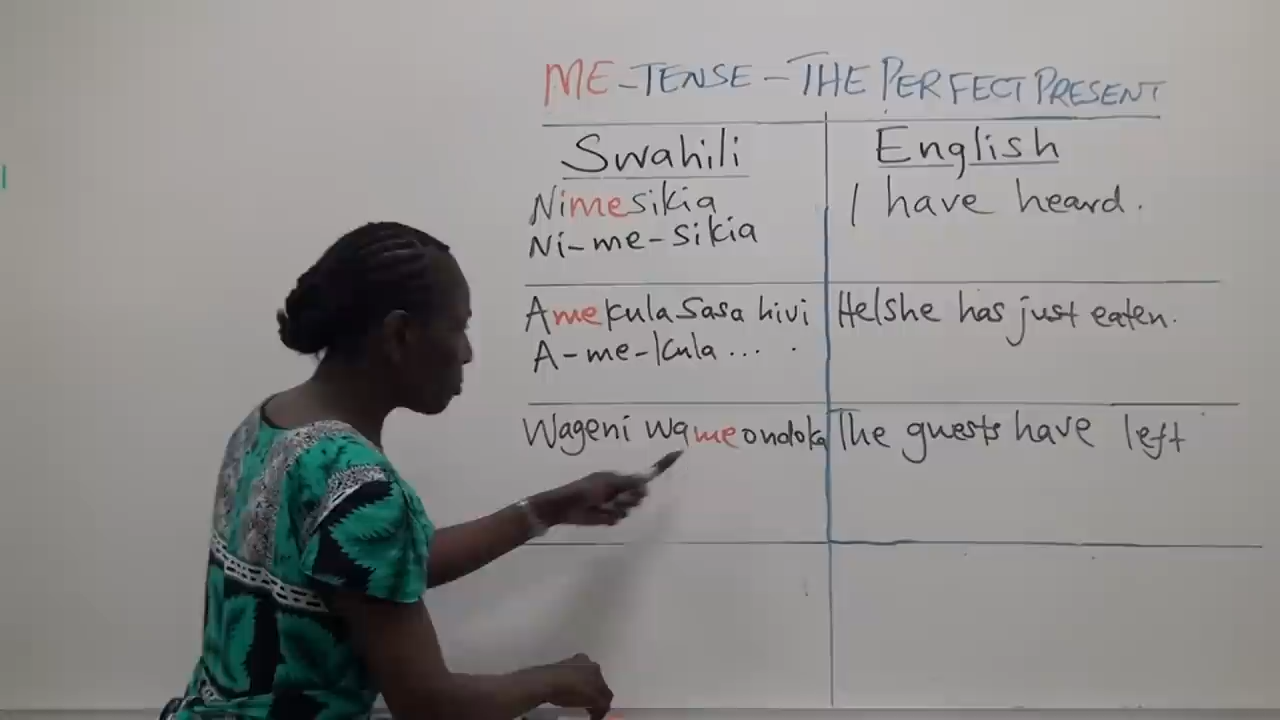 ME-TENSE-THE PERFECT PRESENT
Swahili
English
Nimesikia
I have heard.
Ni-me-sikia
Amekula sasa hivi
He/she has just eaten.
A-me-kula ...
Wageni wameondoka
The guests have left